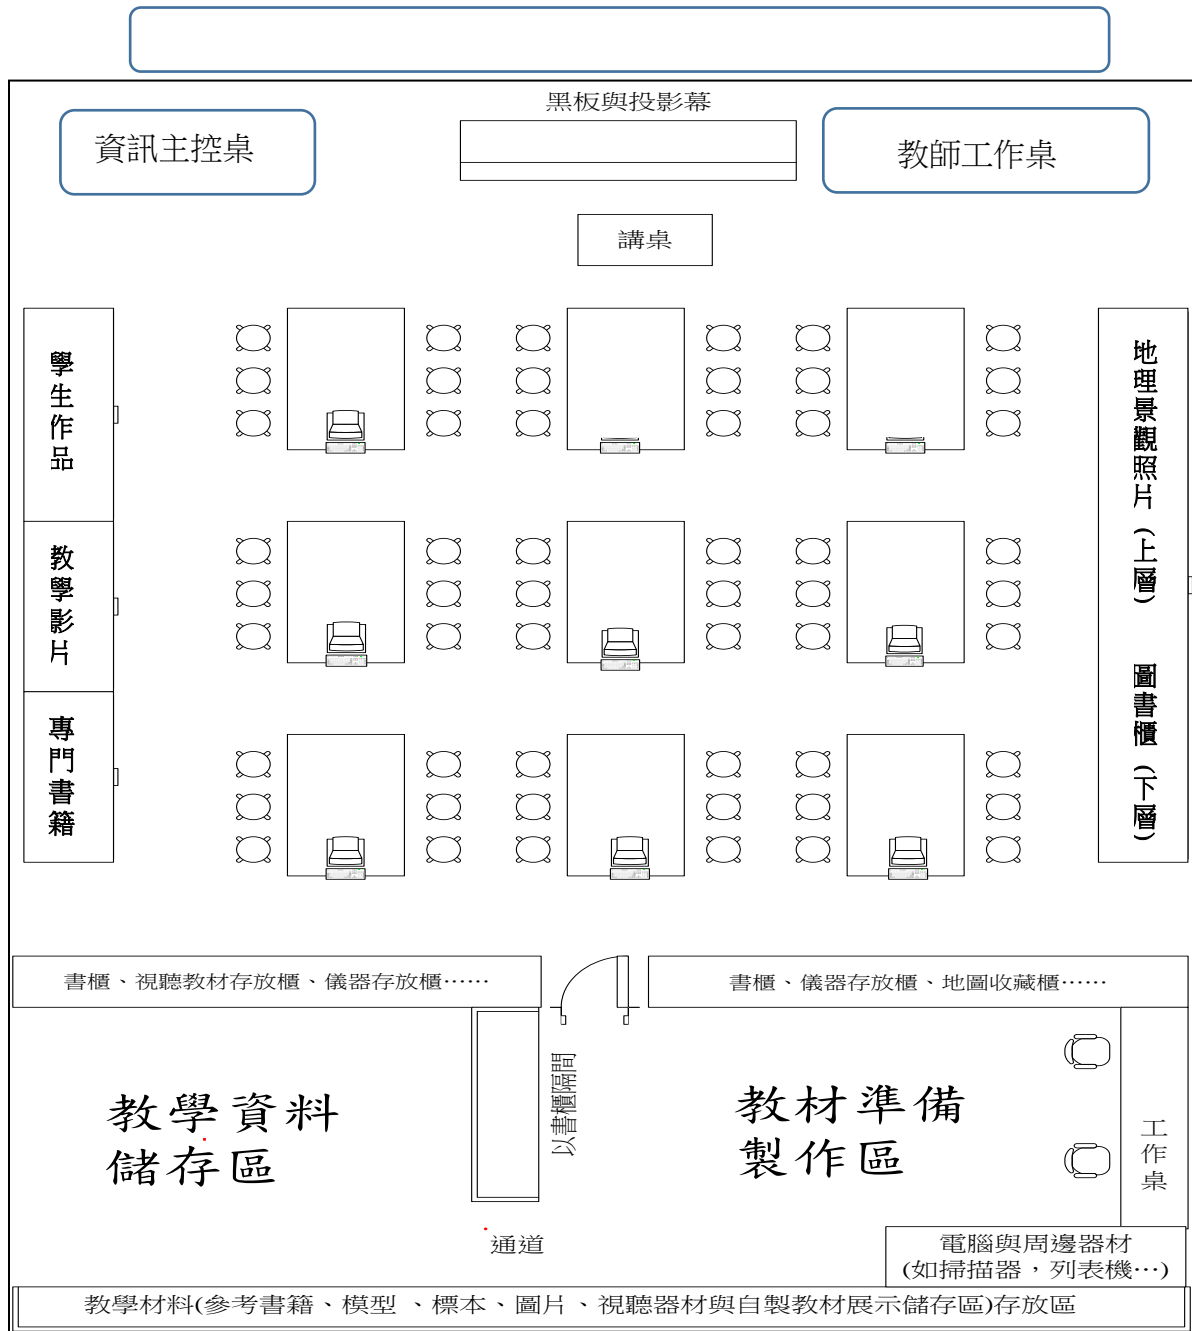 黑板與投影幕
資訊主控桌
教師工作桌
講桌
學生作品
教學影片
專門書籍
地理景觀照片(上層) 圖書櫃(下層)
書櫃、視聽教材存放櫃、儀器存放櫃……
書櫃、儀器存放櫃、地圖收藏櫃……
以書櫃隔間
教學資料
儲存區
教材準備
製作區
工作桌
通道
電腦與周邊器材
(如掃描器,列表機…)
教學材料(參考書籍、模型 、標本、圖片、視聽器材與自製教材展示儲存區)存放區